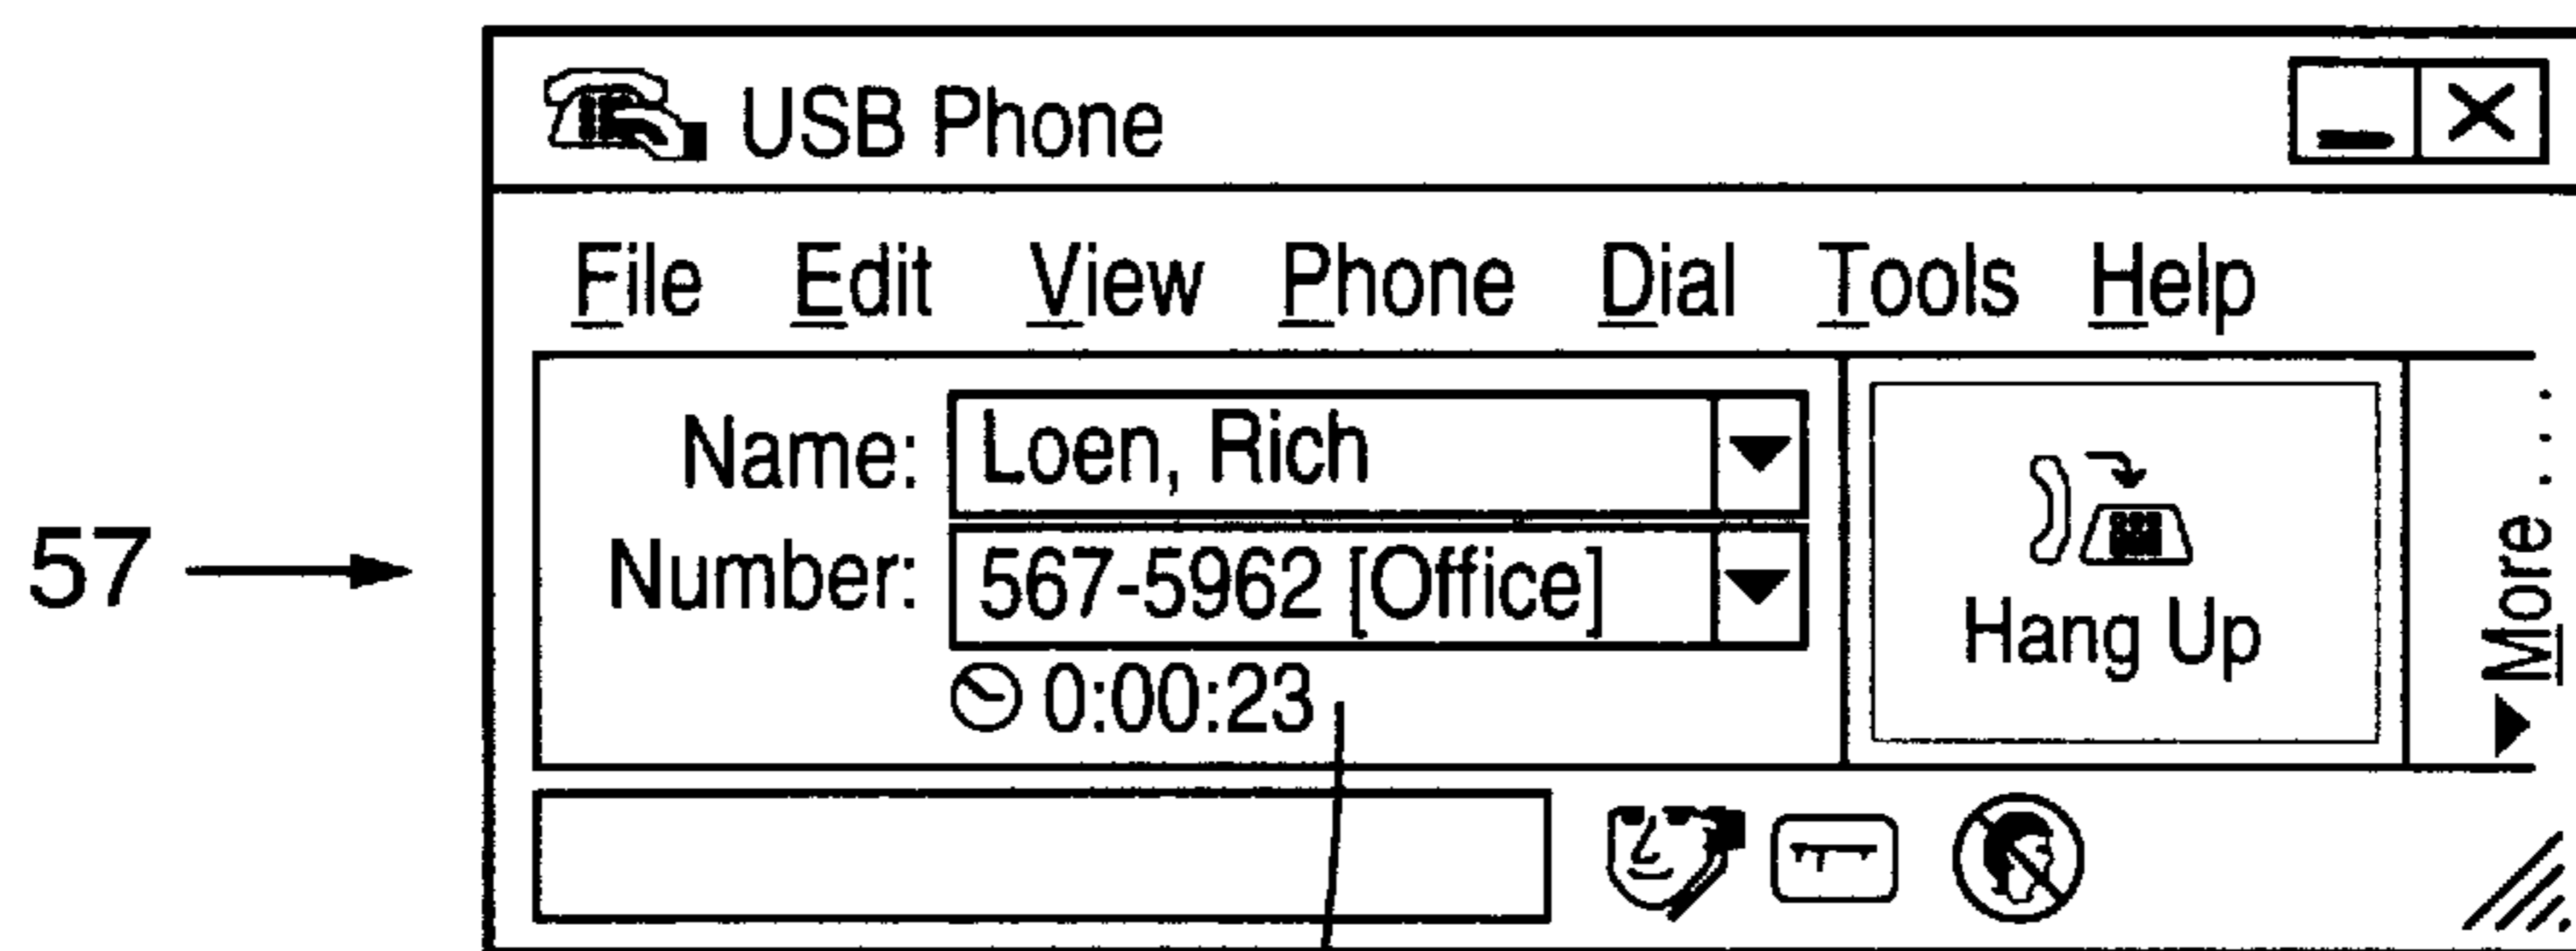 USB Phone
File Edit View Phone Dial Tools Help
Name: Loen, Rich
Number: 567-5962 [Office]
0:00:23
Hang Up
More . . .
57